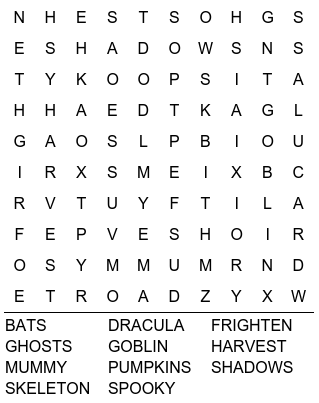 N H E S T S O H G S
E S H A D O W S N S
T Y K O O P S I T A
H H A E D T K A G L
G A O S L P B I O U
I R X S M E I X B C
R V T U Y F T I L A
F E P V E S H O I R
O S Y M M U M R N D
E T R O A D Z Y X W
BATS DRACULA FRIGHTEN
GHOSTS GOBLIN HARVEST
MUMMY PUMPKINS SHADOWS
SKELETON SPOOKY